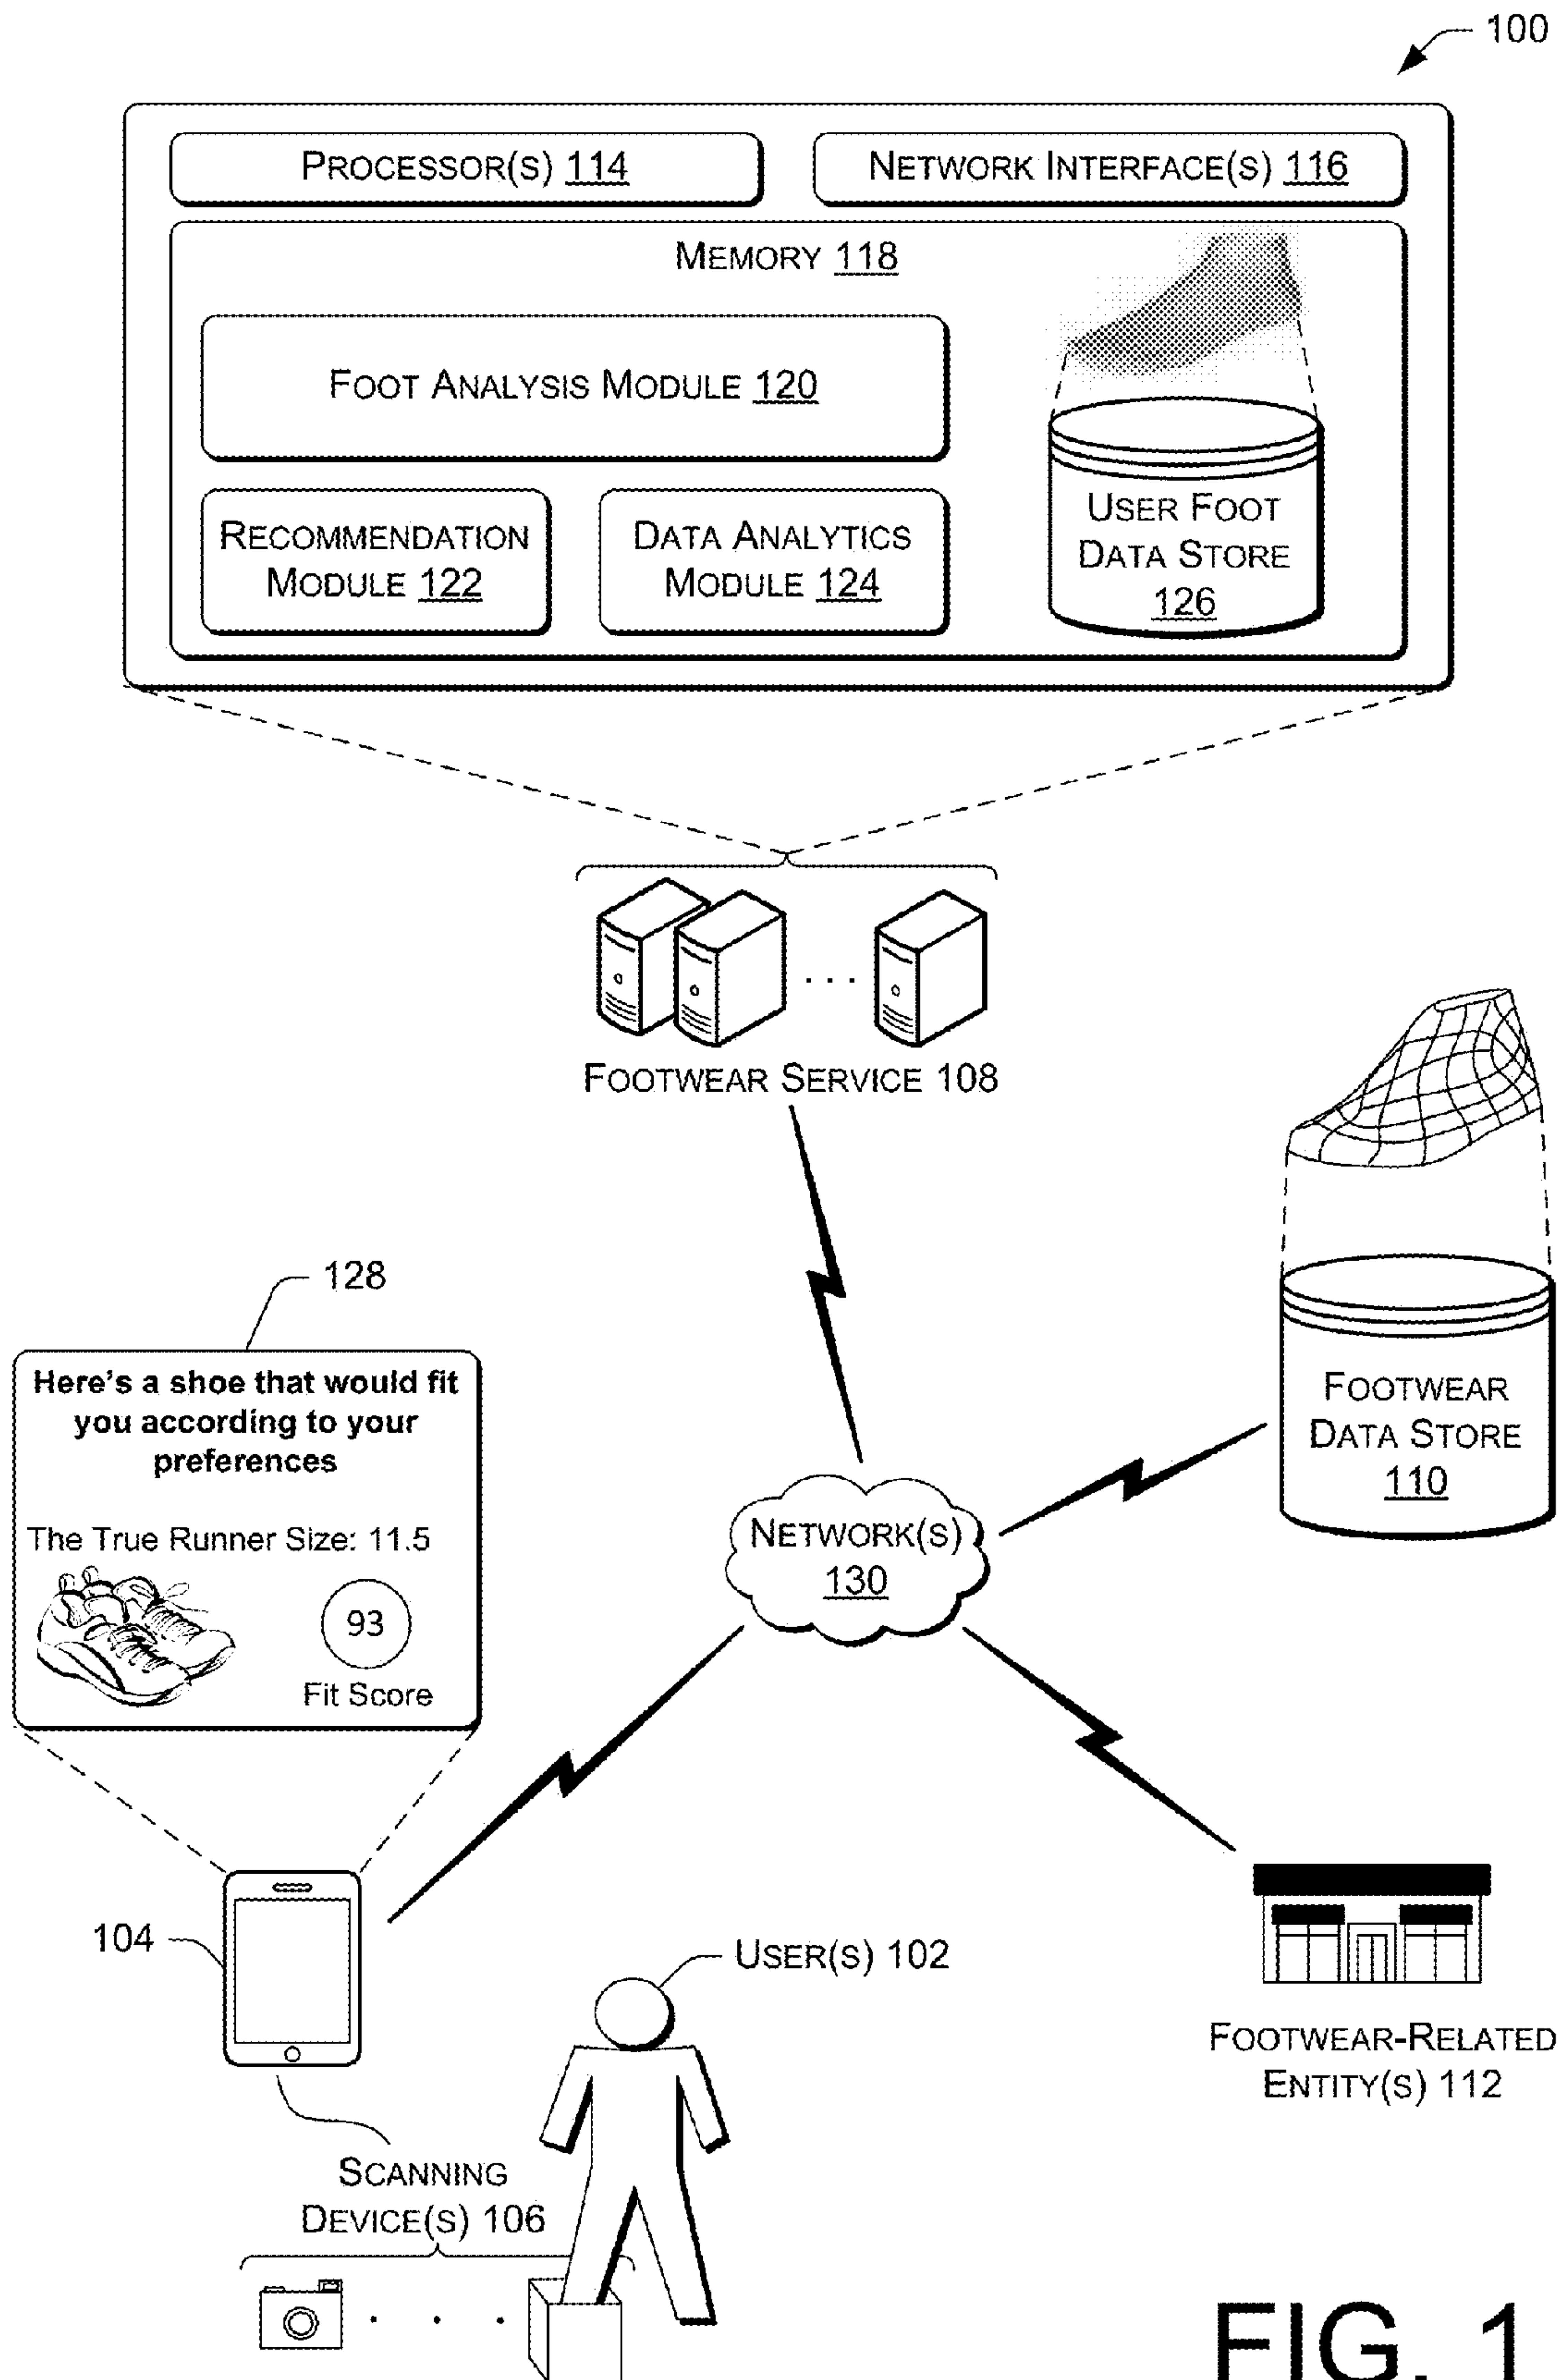 100
PROCESSOR(S) 114
NETWORK INTERFACE(S) 116
MEMORY 118
FOOT ANALYSIS MODULE 120
RECOMMENDATION
MODULE 122
DATA ANALYTICS
MODULE 124
USER FOOT
DATA STORE
126
FOOTWEAR SERVICE 108
128
Here's a shoe that would fit
you according to your
preferences
The True Runner Size: 11.5
93
Fit Score
FOOTWEAR
DATA STORE
110
NETWORK(S)
130
104
USER(S) 102
FOOTWEAR-RELATED
ENTITY(S) 112
SCANNING
DEVICE(S) 106
FIG. 1